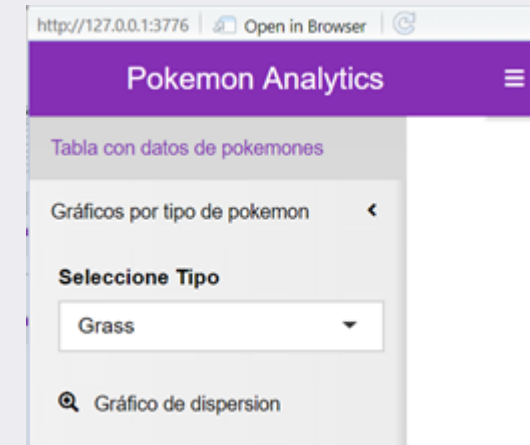 http://127.0.0.1:3776 Open in Browser
Pokemon Analytics
Tabla con datos de pokemones
Gráficos por tipo de pokemon
Seleccione Tipo
Grass
Gráfico de dispersion